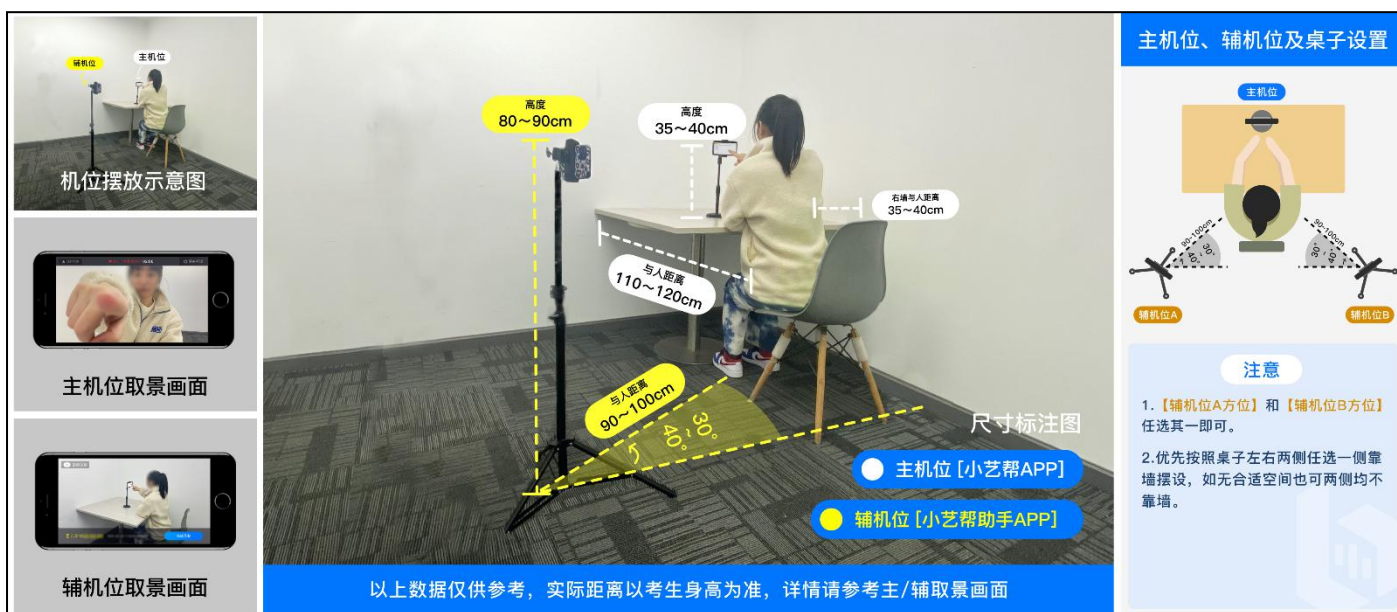 辅机位
主机位
机位摆放示意图
主机位取景画面
辅机位取景画面
高度
80～90cm
高度
35～40cm
右墙与人距离
35～40cm
与人距离
110～120cm
与人距离
90～100cm
30°
～
40°
尺寸标注图
主机位 [小艺帮APP]
辅机位 [小艺帮助手APP]
以上数据仅供参考，实际距离以考生身高为准，详情请参考主/辅取景画面
主机位、辅机位及桌子设置
主机位
90-100cm
30°
～
40°
90-100cm
30°
～
40°
辅机位A
辅机位B
注意
1.【辅机位A方位】和【辅机位B方位】
任选其一即可。
2.优先按照桌子左右两侧任选一侧靠
墙摆设，如无合适空间也可两侧均不
靠墙。